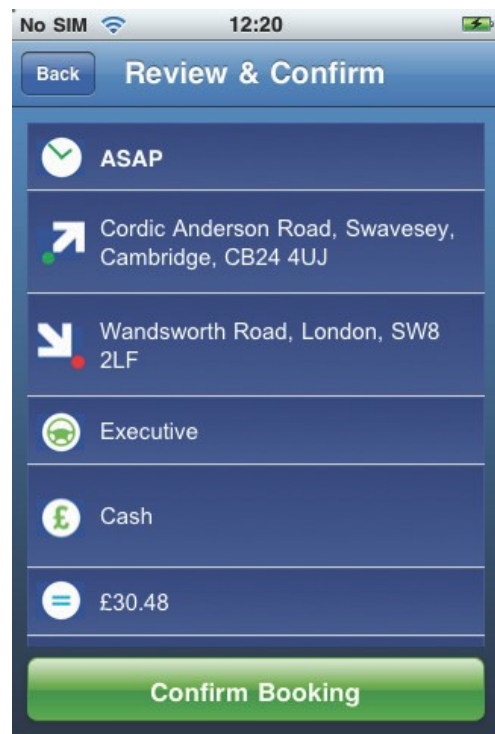 No SIM 12:20
Back Review & Confirm
ASAP
Cordic Anderson Road, Swavesey,
Cambridge, CB24 4UJ
Wandsworth Road, London, SW8
2LF
Executive
£ Cash
= £30.48
Confirm Booking